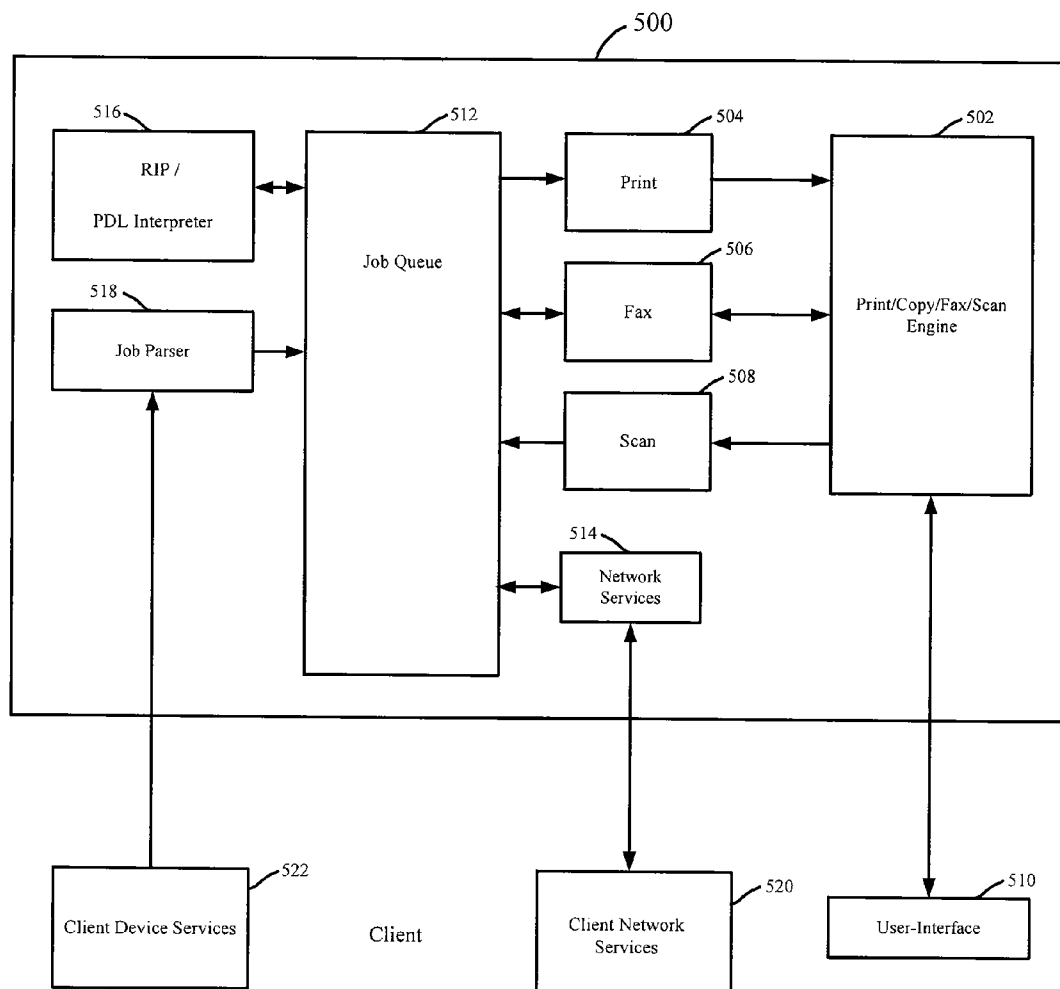 500
516
512
504
502
RIP /
PDL Interpreter
Print
Job Queue
506
Fax
Print/Copy/Fax/Scan
Engine
518
Job Parser
508
Scan
514
Network
Services
522
Client Device Services
Client
520
Client Network
Services
510
User-Interface